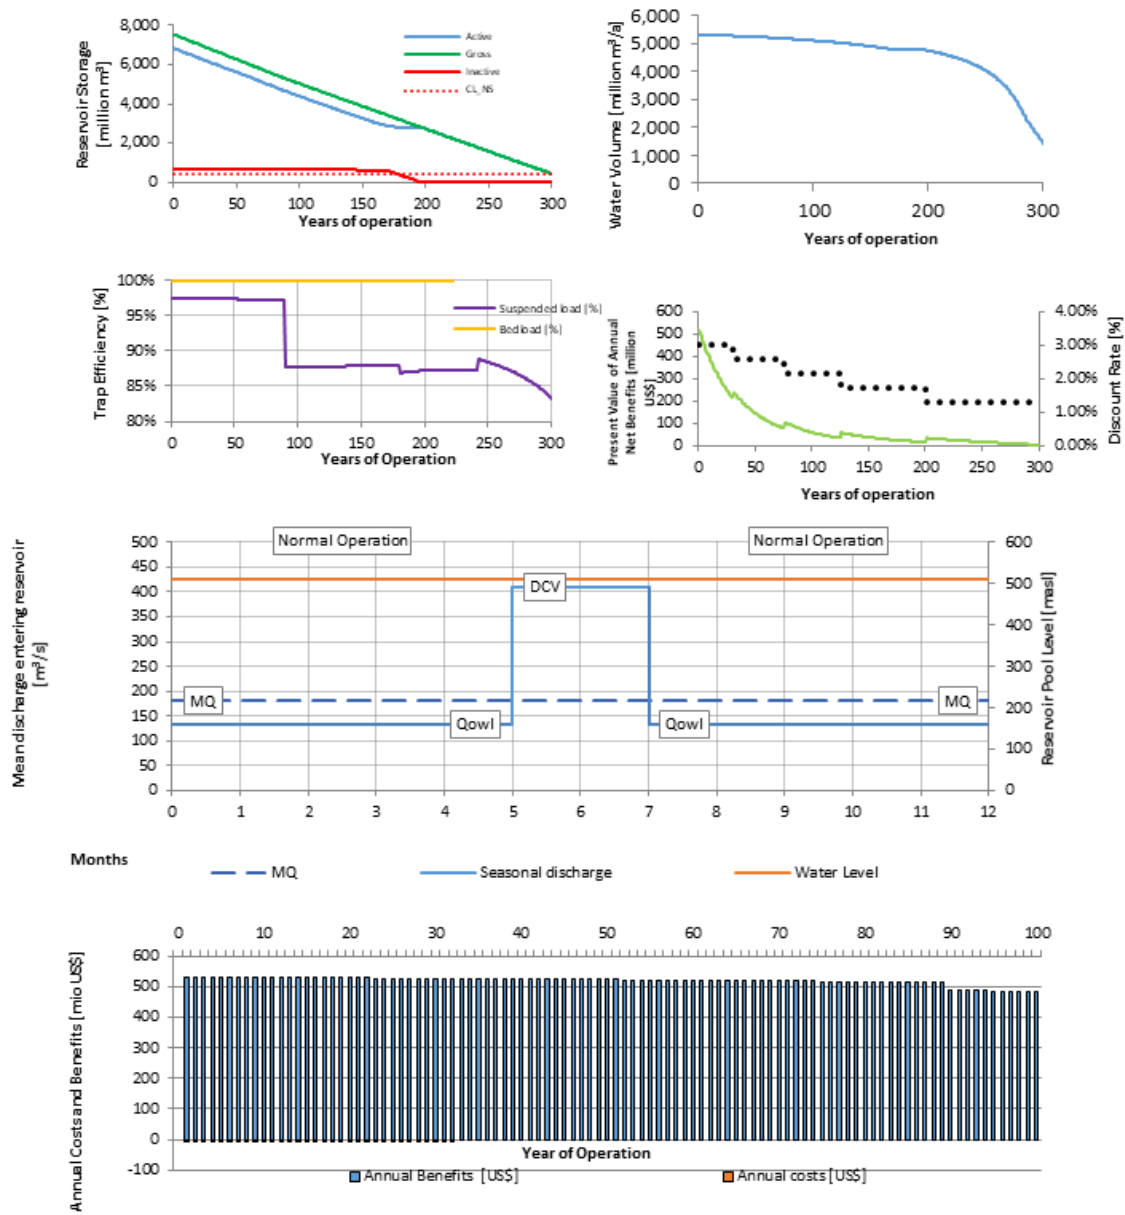 Reservoir Storage
[million m³]
8,000
6,000
4,000
2,000
0
Active
Gross
Inactive
CL_NS
0 50 100 150 200 250 300
Years of operation
Water Volume [million m³/a]
6,000
5,000
4,000
3,000
2,000
1,000
0
0 100 200 300
Years of operation
Trap Efficiency [%]
100%
95%
90%
85%
80%
Suspended load [%]
Bedload [%]
0 50 100 150 200 250 300
Years of Operation
Present Value of Annual
Net Benefits [million
US$]
600
500
400
300
200
100
0
4.00%
3.00%
2.00%
1.00%
0.00%
Discount Rate [%]
0 50 100 150 200 250 300
Years of operation
Mean discharge entering reservoir
[m³/s]
500
450
400
350
300
250
200
150
100
50
0
Normal Operation Normal Operation
DCV
MQ MQ
Qowl Qowl
600
500
400
300
200
100
0
Reservoir Pool Level [masl]
0 1 2 3 4 5 6 7 8 9 10 11 12
Months
MQ Seasonal discharge Water Level
Annual Costs and Benefits [mio US$]
0 10 20 30 40 50 60 70 80 90 100
600
500
400
300
200
100
0
-100
Year of Operation
Annual Benefits [US$] Annual costs [US$]